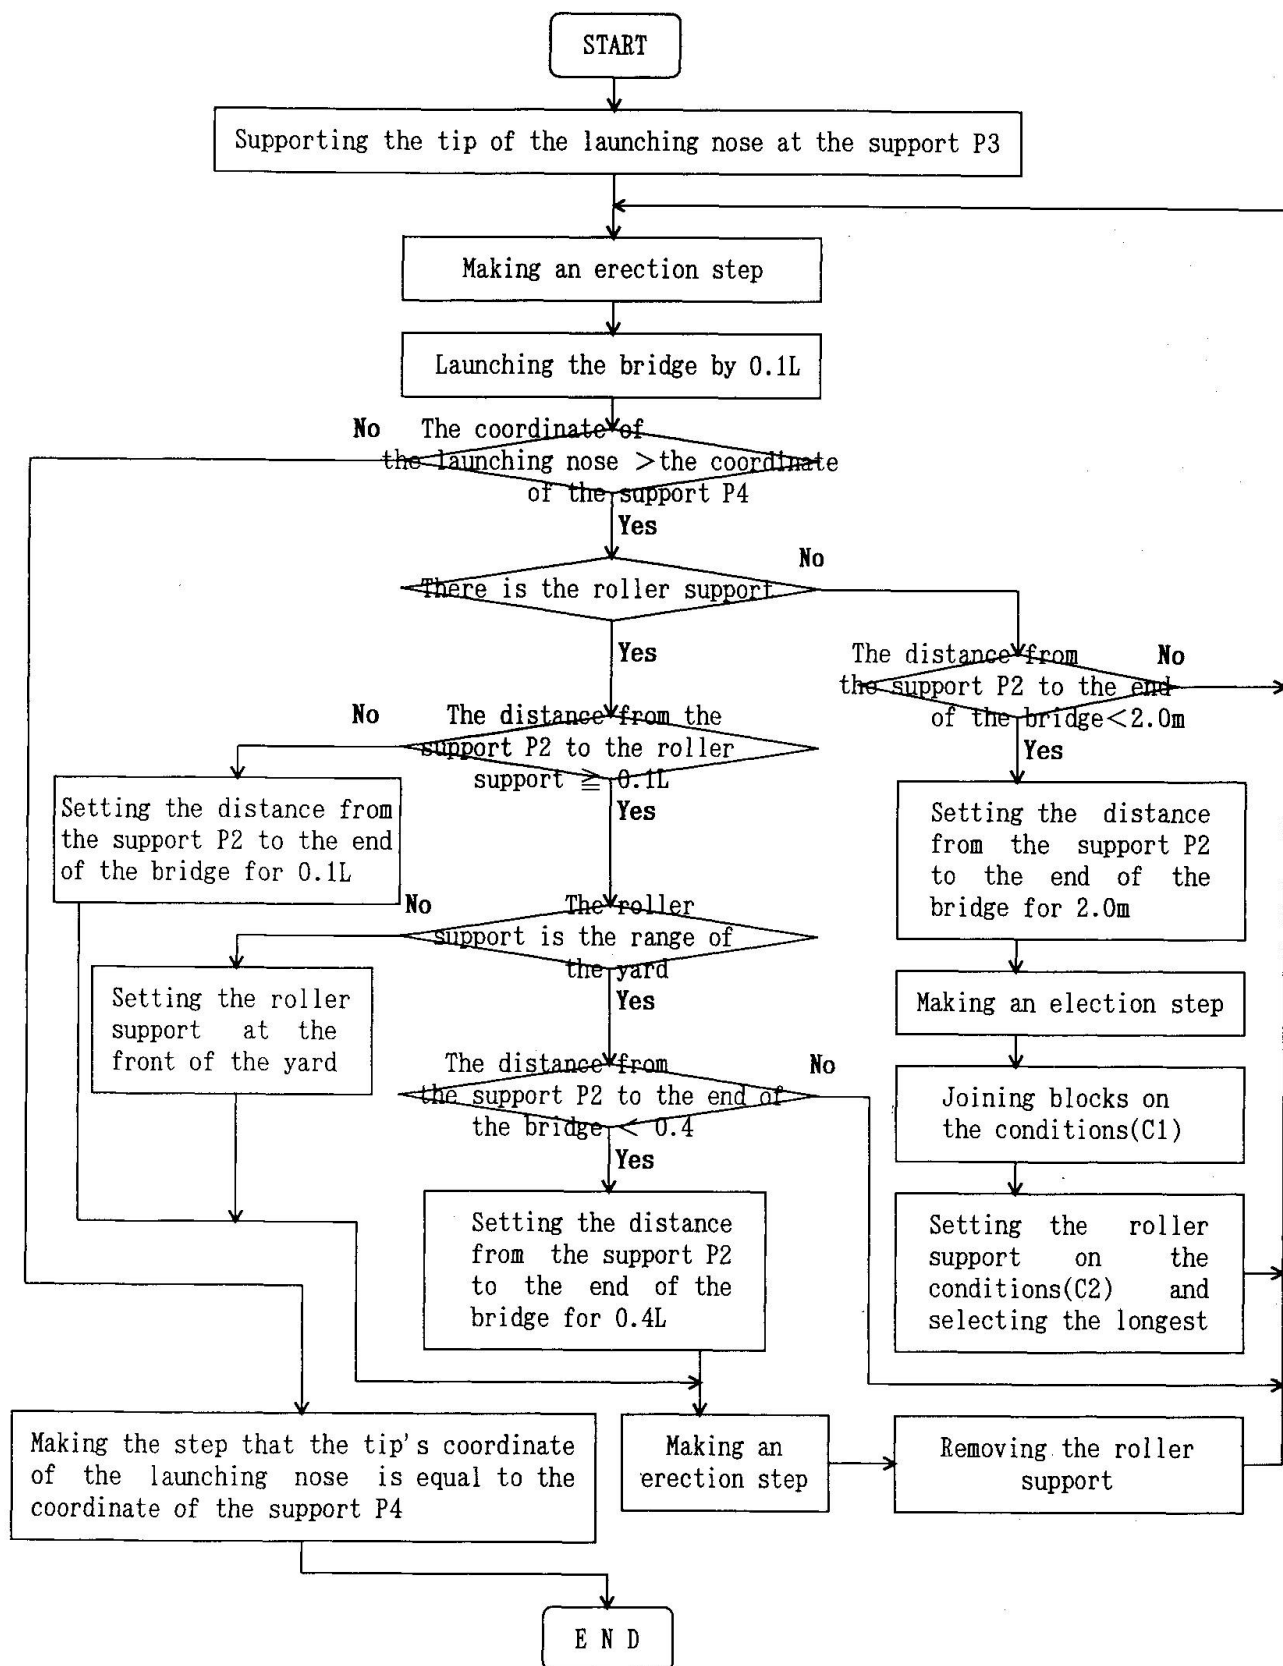 START
Supporting the tip of the launching nose at the support P3
Making an erection step
Launching the bridge by 0.1L
No
The coordinate of
the launching nose >the coordinate
of the support P4
Yes
No
There is the roller support
Yes
The distance from
the support P2 to the end
of the bridge<2.0m
No
Yes
No
The distance from the
support P2 to the roller
support ≧ 0.1L
Yes
Setting the distance from
the support P2 to the end
of the bridge for 0.1L
Setting the distance
from the support P2
to the end of the
bridge for 2.0m
No
The roller
support is the range of
the yard
Yes
Setting the roller
support at the
front of the yard
Making an election step
The distance from
the support P2 to the end of
the bridge < 0.4
No
Yes
Joining blocks on
the conditions(C1)
Setting the distance
from the support P2
to the end of the
bridge for 0.4L
Setting the roller
support on the
conditions(C2) and
selecting the longest
Making the step that the tip's coordinate
of the launching nose is equal to the
coordinate of the support P4
Making an
erection step
Removing the roller
support
E N D